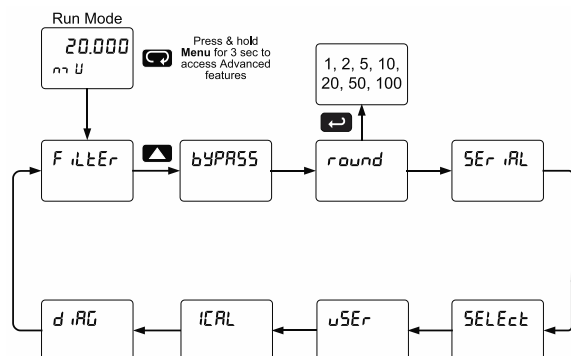 Run Mode
20.000
mV
Press & hold
Menu for 3 sec to
access Advanced
features
1, 2, 5, 10,
20, 50, 100
FiLtEr
bYPASS
round
SEriAL
diAG
ICAL
uSEr
SELEct